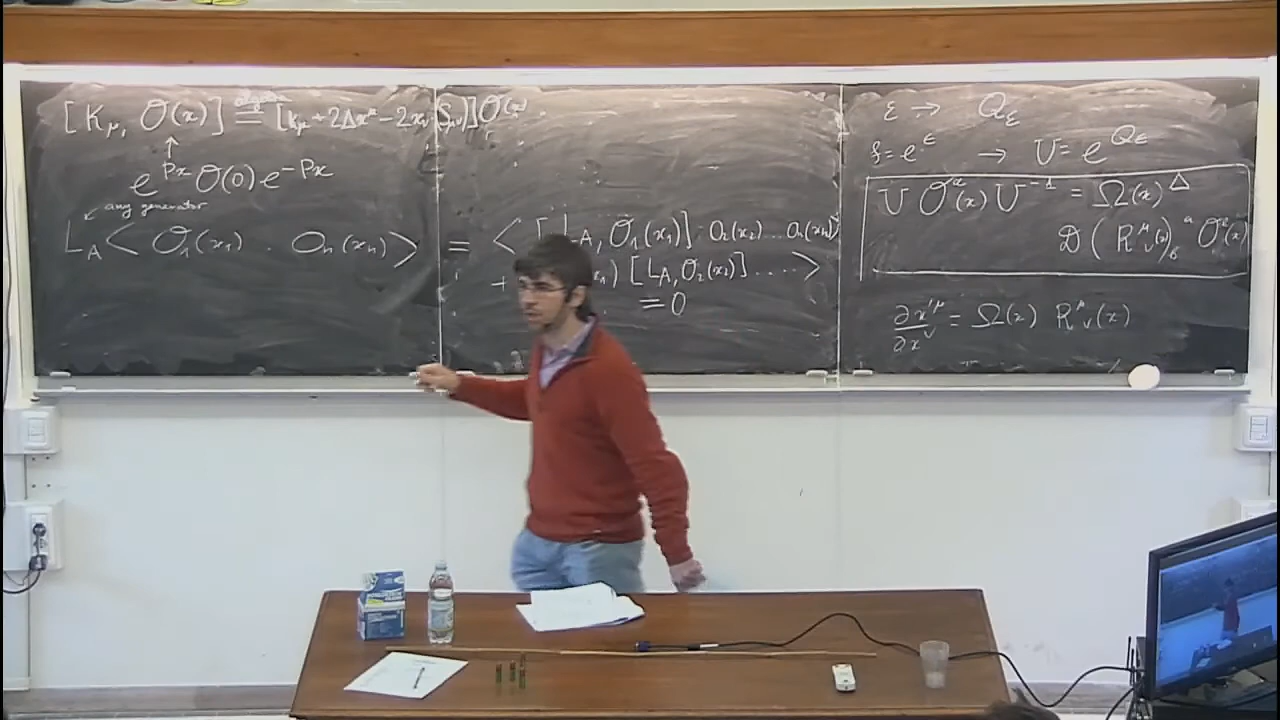 [K_μ, O(x)] = [k_μ + 2Δx^μ - 2x_ν S_μν)]O(x)
↑
e^{Px} O(0) e^{-Px}
any generator
L_A < O_1(x_1) . O_n(x_n) > = < [L_A, O_1(x_1)] . O_2(x_2) ... O_n(x_n)
+ [L_A, O_2(x_2)] .... >
= 0
ε → Q_ε
f = e^ε → U = e^{Q_ε}
U O^a(x) U^{-1} = Ω(x)^Δ
D(R^μ_ν(x))_b^a O^b(x)
∂x'^μ/∂x^ν = Ω(x) R^μ_ν(x)